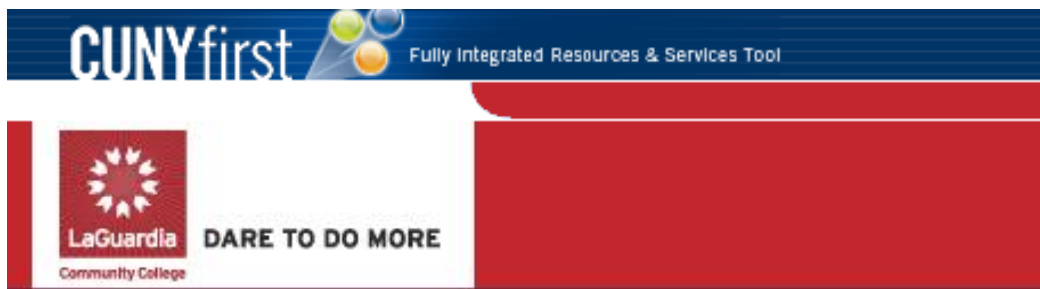 CUNYfirst Fully Integrated Resources & Services Tool
LaGuardia DARE TO DO MORE
Community College